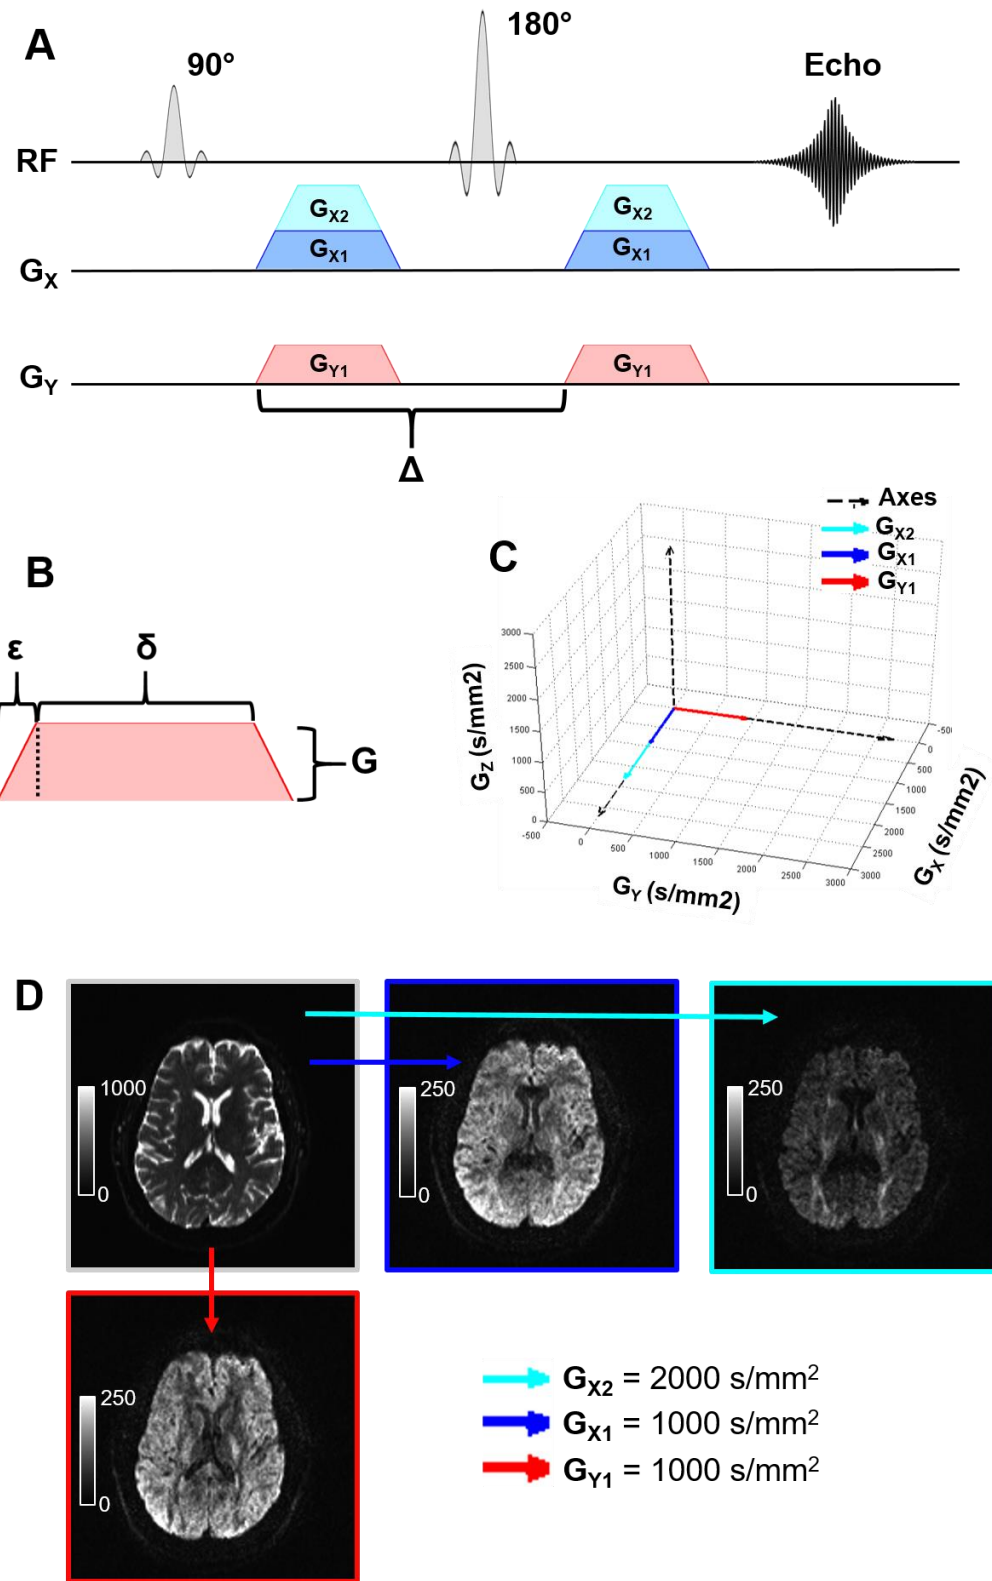 A
90°
180°
Echo
RF
GX2
GX2
GX1
GX1
GX
GY1
GY1
GY
Δ
B
ε
δ
G
C
Axes
GX2
GX1
GY1
3000
2500
2000
1500
1000
500
0
GZ (s/mm2)
-500
0
500
1000
1500
2000
2500
3000
GY (s/mm2)
-50
0
500
1000
1500
2000
2500
3000
GX (s/mm2)
D
1000
0
250
0
250
0
250
0
GX2 = 2000 s/mm²
GX1 = 1000 s/mm²
GY1 = 1000 s/mm²